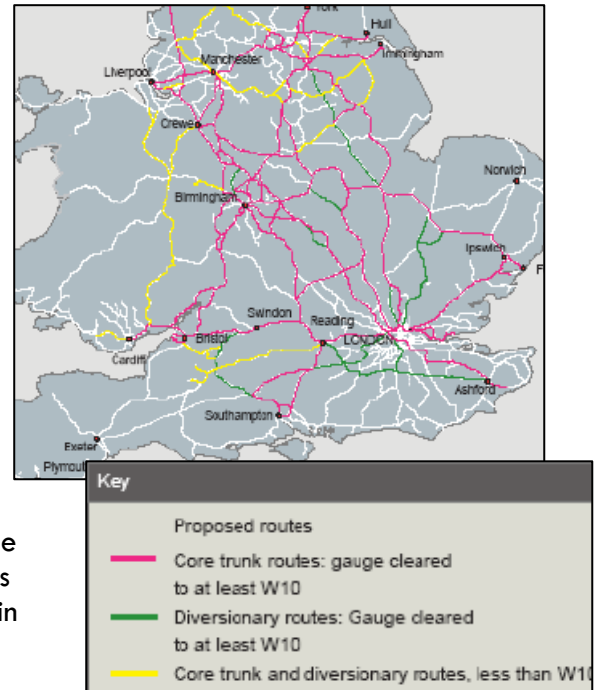 York
Hull
Immingham
Manchester
Liverpool
Crewe
Norwich
Birmingham
Ipswich
F
Swindon
Reading
Bristol
LONDON
Cardiff
Ashford
Southampton
Exeter
Plymou
Key
Proposed routes
Core trunk routes: gauge cleared
to at least W10
Diversionary routes: Gauge cleared
to at least W10
Core trunk and diversionary routes, less than W10
e
s
in